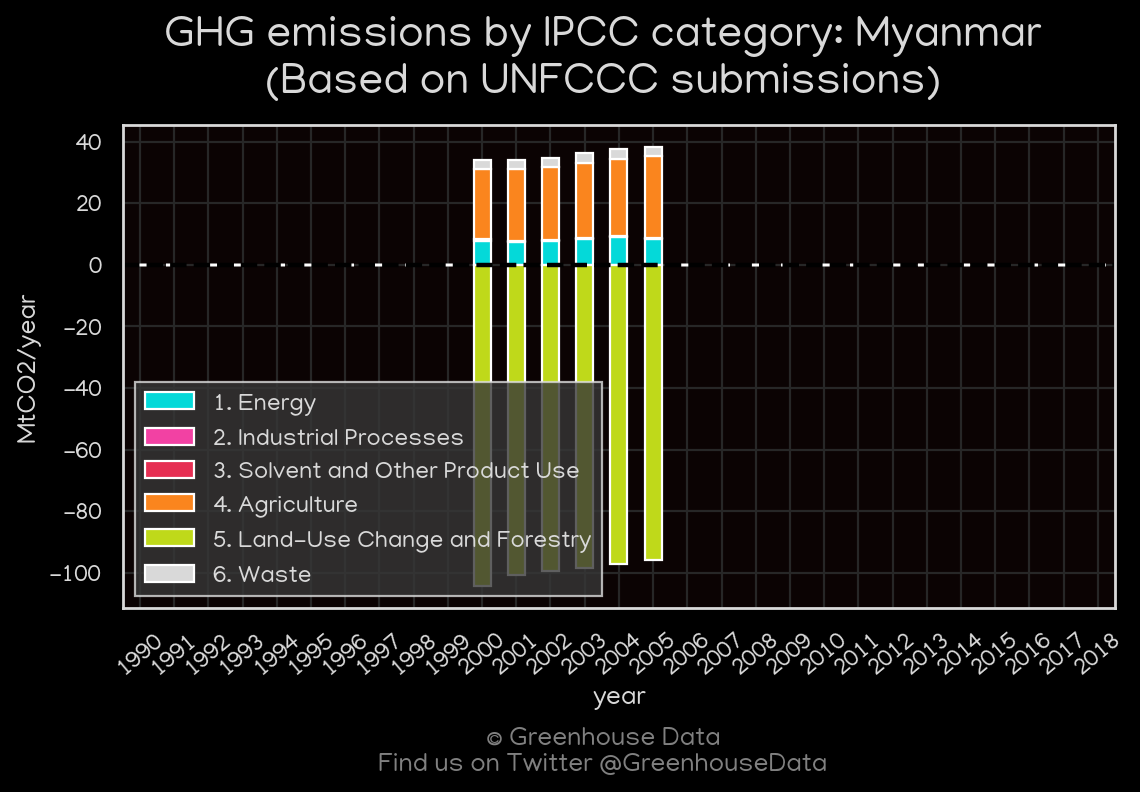 GHG emissions by IPCC category: Myanmar
(Based on UNFCCC submissions)
40
20
0
−20
−40
−60
−80
−100
MtCO2/year
1. Energy
2. Industrial Processes
3. Solvent and Other Product Use
4. Agriculture
5. Land-Use Change and Forestry
6. Waste
1990 1991 1992 1993 1994 1995 1996 1997 1998 1999 2000 2001 2002 2003 2004 2005 2006 2007 2008 2009 2010 2011 2012 2013 2014 2015 2016 2017 2018
year
© Greenhouse Data
Find us on Twitter @GreenhouseData